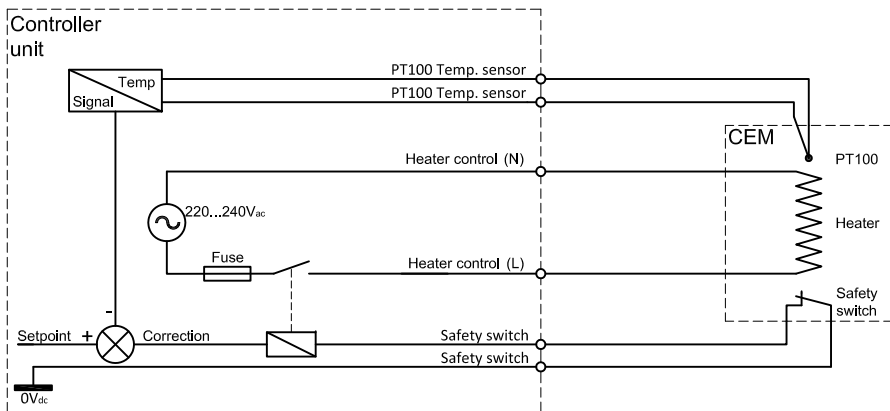 Controller
unit
Temp
Signal
PT100 Temp. sensor
PT100 Temp. sensor
CEM
PT100
Heater control (N)
220...240Vac
Heater
Fuse
Heater control (L)
Safety
switch
-
Setpoint +
Correction
Safety switch
Safety switch
0Vdc